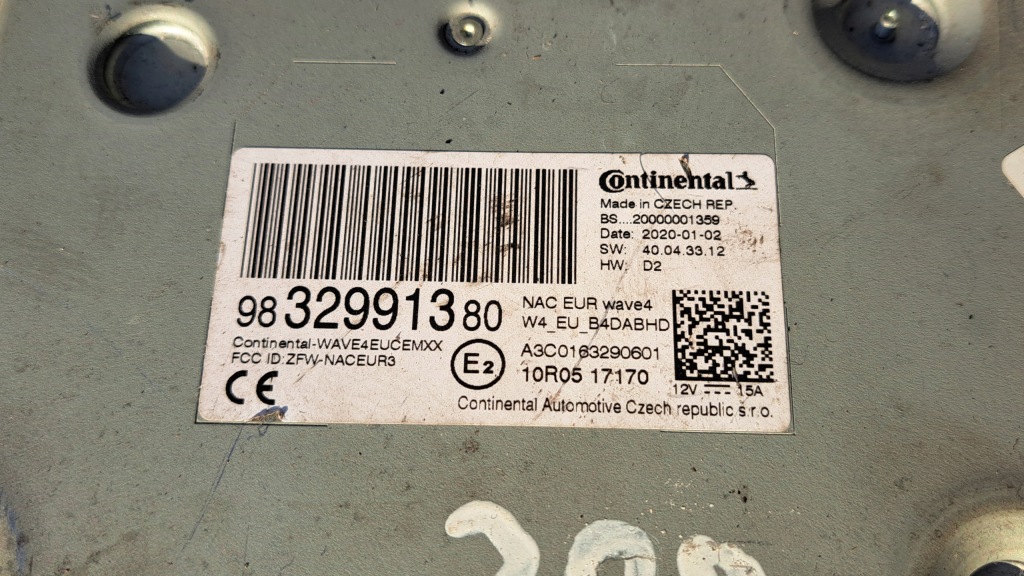 Continental
Made in CZECH REP.
BS....20000001359
Date: 2020-01-02
SW: 40.04.33.12
HW: D2
98 32991380
NAC EUR wave4
W4_EU_B4DABHD
Continental-WAVE4EUCEMXX
FCC ID:ZFW-NACEUR3
E2
A3C0163290601
10R05 17170
CE
12V 15A
Continental Automotive Czech republic s.r.o.